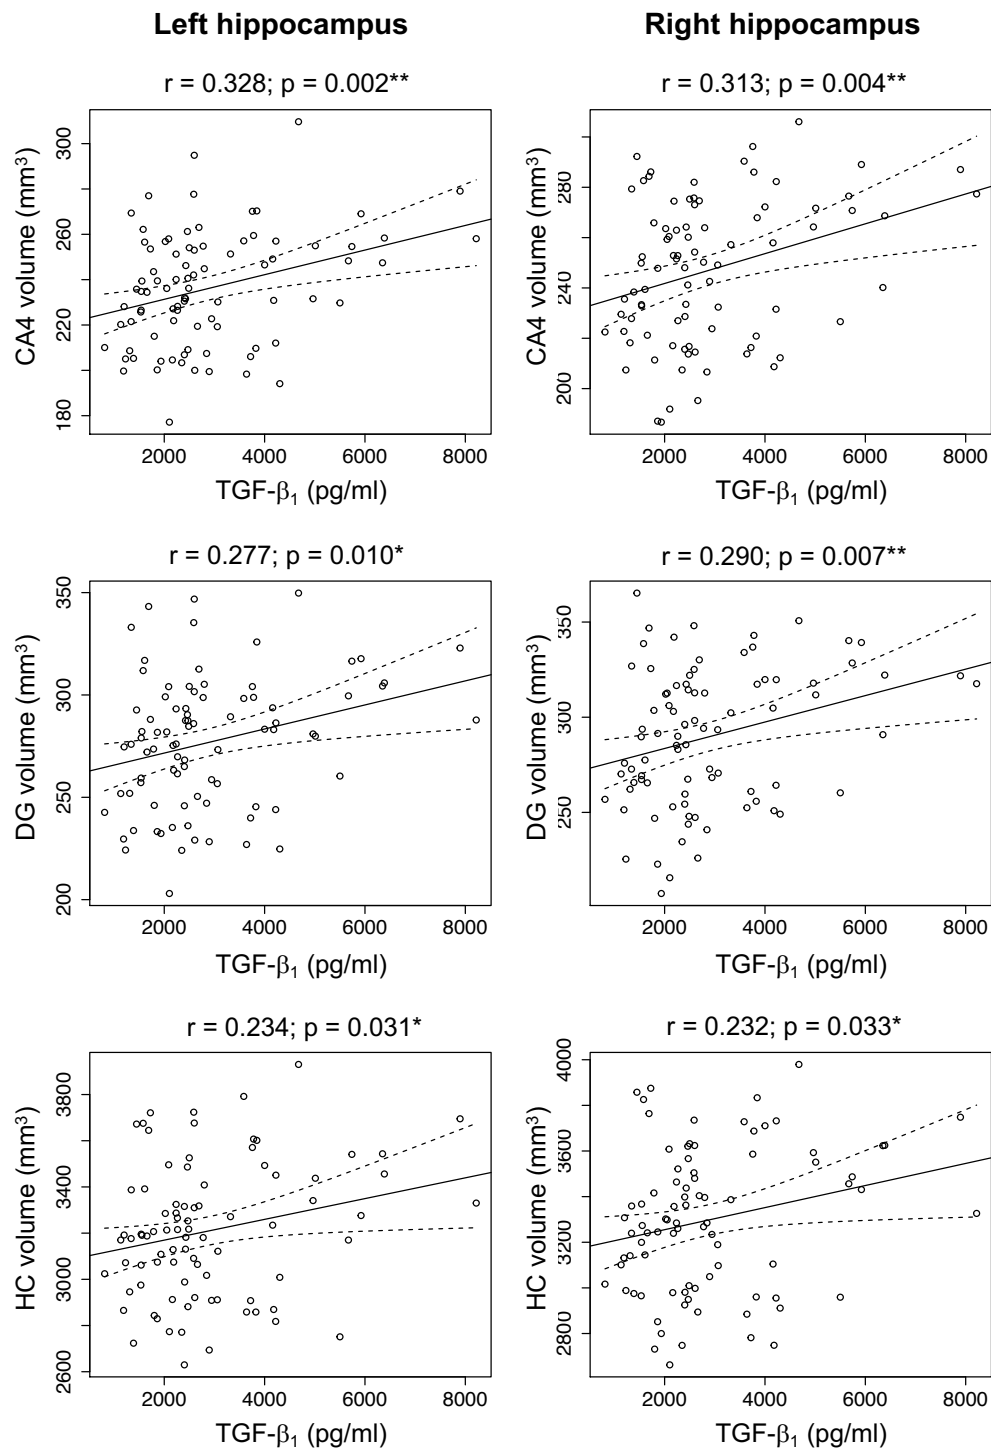 Left hippocampus
Right hippocampus
r = 0.328; p = 0.002**
r = 0.313; p = 0.004**
CA4 volume (mm³)
180 220 260 300
2000 4000 6000 8000
TGF-β₁ (pg/ml)
CA4 volume (mm³)
200 240 280
2000 4000 6000 8000
TGF-β₁ (pg/ml)
r = 0.277; p = 0.010*
r = 0.290; p = 0.007**
DG volume (mm³)
200 250 300 350
2000 4000 6000 8000
TGF-β₁ (pg/ml)
DG volume (mm³)
250 300 350
2000 4000 6000 8000
TGF-β₁ (pg/ml)
r = 0.234; p = 0.031*
r = 0.232; p = 0.033*
HC volume (mm³)
2600 3000 3400 3800
2000 4000 6000 8000
TGF-β₁ (pg/ml)
HC volume (mm³)
2800 3200 3600 4000
2000 4000 6000 8000
TGF-β₁ (pg/ml)